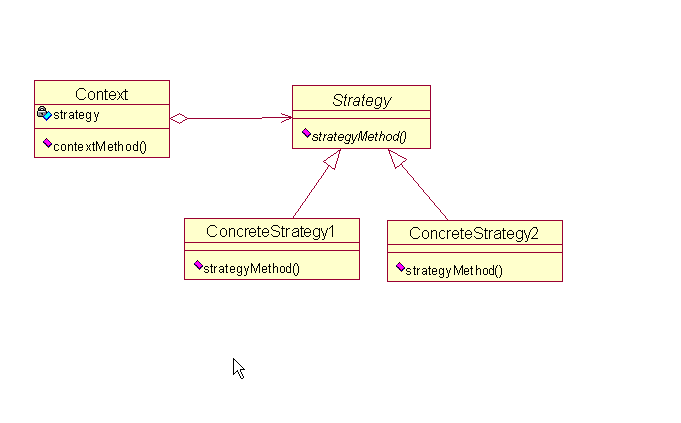 Context
strategy
contextMethod()
Strategy
strategyMethod()
ConcreteStrategy1
strategyMethod()
ConcreteStrategy2
strategyMethod()